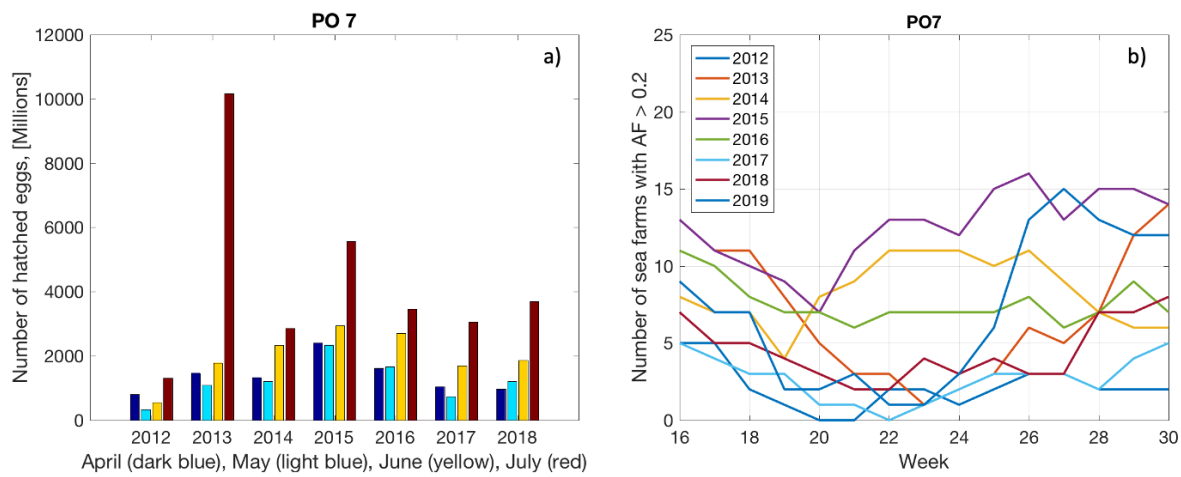 PO 7
a)
Number of hatched eggs, [Millions]
12000
10000
8000
6000
4000
2000
0
2012 2013 2014 2015 2016 2017 2018
April (dark blue), May (light blue), June (yellow), July (red)
PO7
b)
Number of sea farms with AF > 0.2
25
20
15
10
5
0
2012
2013
2014
2015
2016
2017
2018
2019
16 18 20 22 24 26 28 30
Week